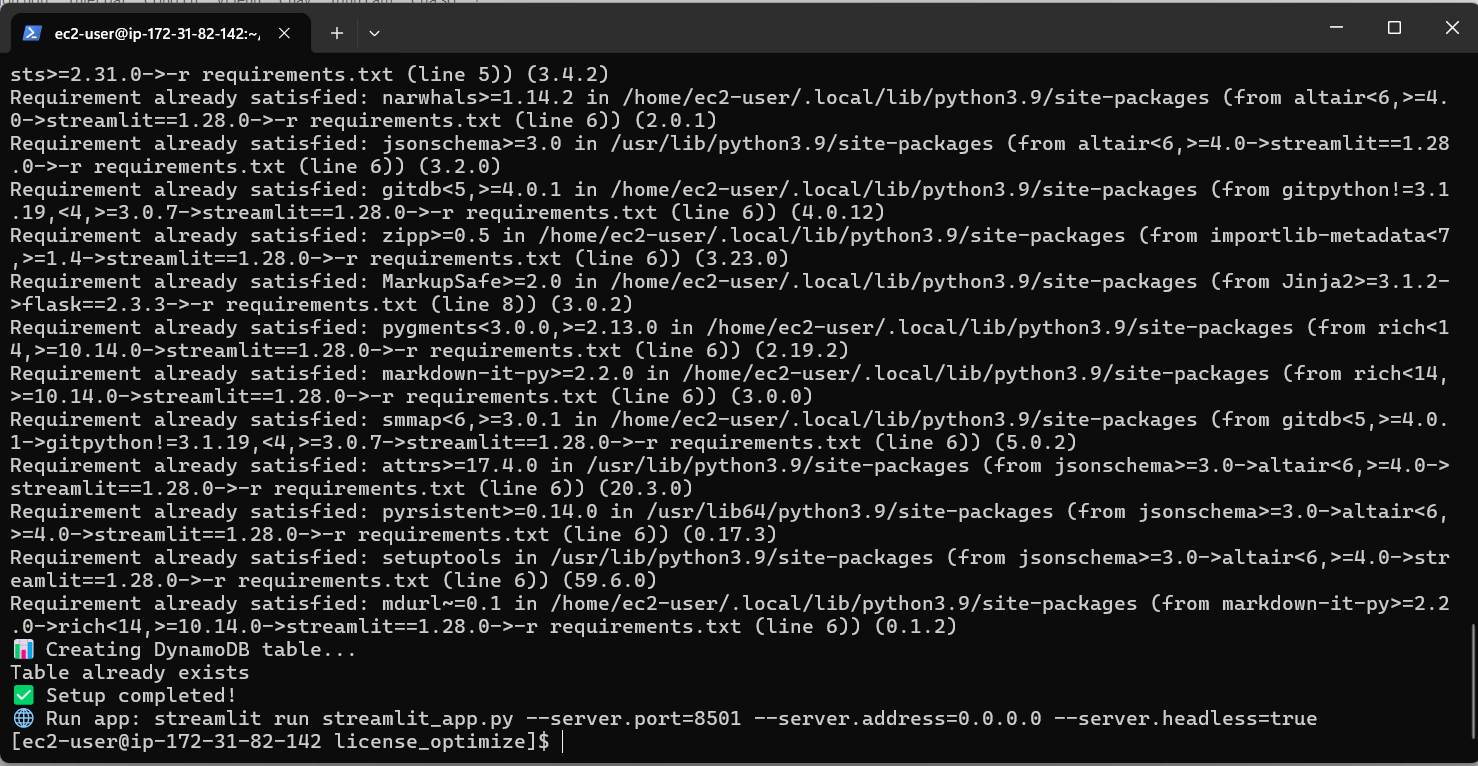 ec2-user@ip-172-31-82-142:~/
sts>=2.31.0->-r requirements.txt (line 5)) (3.4.2)
Requirement already satisfied: narwhals>=1.14.2 in /home/ec2-user/.local/lib/python3.9/site-packages (from altair<6,>=4.
0->streamlit==1.28.0->-r requirements.txt (line 6)) (2.0.1)
Requirement already satisfied: jsonschema>=3.0 in /usr/lib/python3.9/site-packages (from altair<6,>=4.0->streamlit==1.28
.0->-r requirements.txt (line 6)) (3.2.0)
Requirement already satisfied: gitdb<5,>=4.0.1 in /home/ec2-user/.local/lib/python3.9/site-packages (from gitpython!=3.1
.19,<4,>=3.0.7->streamlit==1.28.0->-r requirements.txt (line 6)) (4.0.12)
Requirement already satisfied: zipp>=0.5 in /home/ec2-user/.local/lib/python3.9/site-packages (from importlib-metadata<7
,>=1.4->streamlit==1.28.0->-r requirements.txt (line 6)) (3.23.0)
Requirement already satisfied: MarkupSafe>=2.0 in /home/ec2-user/.local/lib/python3.9/site-packages (from Jinja2>=3.1.2-
>flask==2.3.3->-r requirements.txt (line 8)) (3.0.2)
Requirement already satisfied: pygments<3.0.0,>=2.13.0 in /home/ec2-user/.local/lib/python3.9/site-packages (from rich<1
4,>=10.14.0->streamlit==1.28.0->-r requirements.txt (line 6)) (2.19.2)
Requirement already satisfied: markdown-it-py>=2.2.0 in /home/ec2-user/.local/lib/python3.9/site-packages (from rich<14,
>=10.14.0->streamlit==1.28.0->-r requirements.txt (line 6)) (3.0.0)
Requirement already satisfied: smmap<6,>=3.0.1 in /home/ec2-user/.local/lib/python3.9/site-packages (from gitdb<5,>=4.0.
1->gitpython!=3.1.19,<4,>=3.0.7->streamlit==1.28.0->-r requirements.txt (line 6)) (5.0.2)
Requirement already satisfied: attrs>=17.4.0 in /usr/lib/python3.9/site-packages (from jsonschema>=3.0->altair<6,>=4.0->
streamlit==1.28.0->-r requirements.txt (line 6)) (20.3.0)
Requirement already satisfied: pyrsistent>=0.14.0 in /usr/lib64/python3.9/site-packages (from jsonschema>=3.0->altair<6,
>=4.0->streamlit==1.28.0->-r requirements.txt (line 6)) (0.17.3)
Requirement already satisfied: setuptools in /usr/lib/python3.9/site-packages (from jsonschema>=3.0->altair<6,>=4.0->str
eamlit==1.28.0->-r requirements.txt (line 6)) (59.6.0)
Requirement already satisfied: mdurl~=0.1 in /home/ec2-user/.local/lib/python3.9/site-packages (from markdown-it-py>=2.2
.0->rich<14,>=10.14.0->streamlit==1.28.0->-r requirements.txt (line 6)) (0.1.2)
📊 Creating DynamoDB table...
Table already exists
✅ Setup completed!
🌐 Run app: streamlit run streamlit_app.py --server.port=8501 --server.address=0.0.0.0 --server.headless=true
[ec2-user@ip-172-31-82-142 license_optimize]$